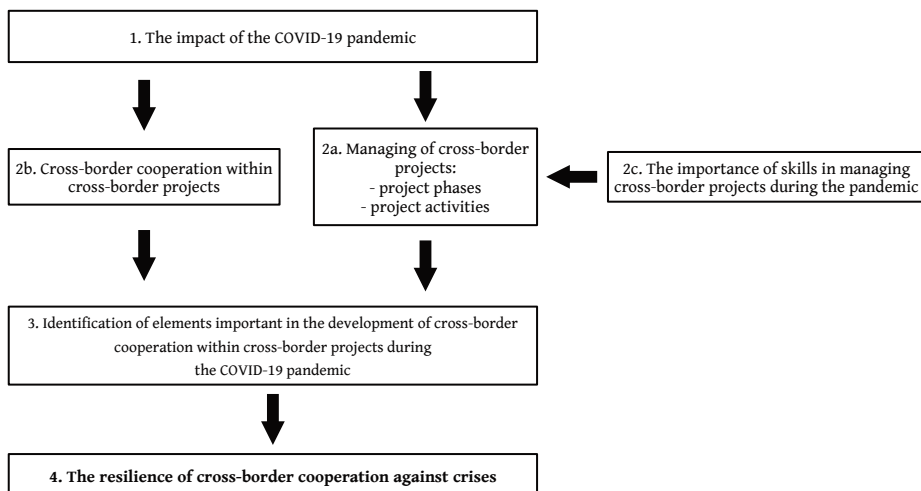 1. The impact of the COVID-19 pandemic
2b. Cross-border cooperation within
cross-border projects
2a. Managing of cross-border
projects:
- project phases
- project activities
2c. The importance of skills in managing
cross-border projects during the pandemic
3. Identification of elements important in the development of cross-border
cooperation within cross-border projects during
the COVID-19 pandemic
4. The resilience of cross-border cooperation against crises